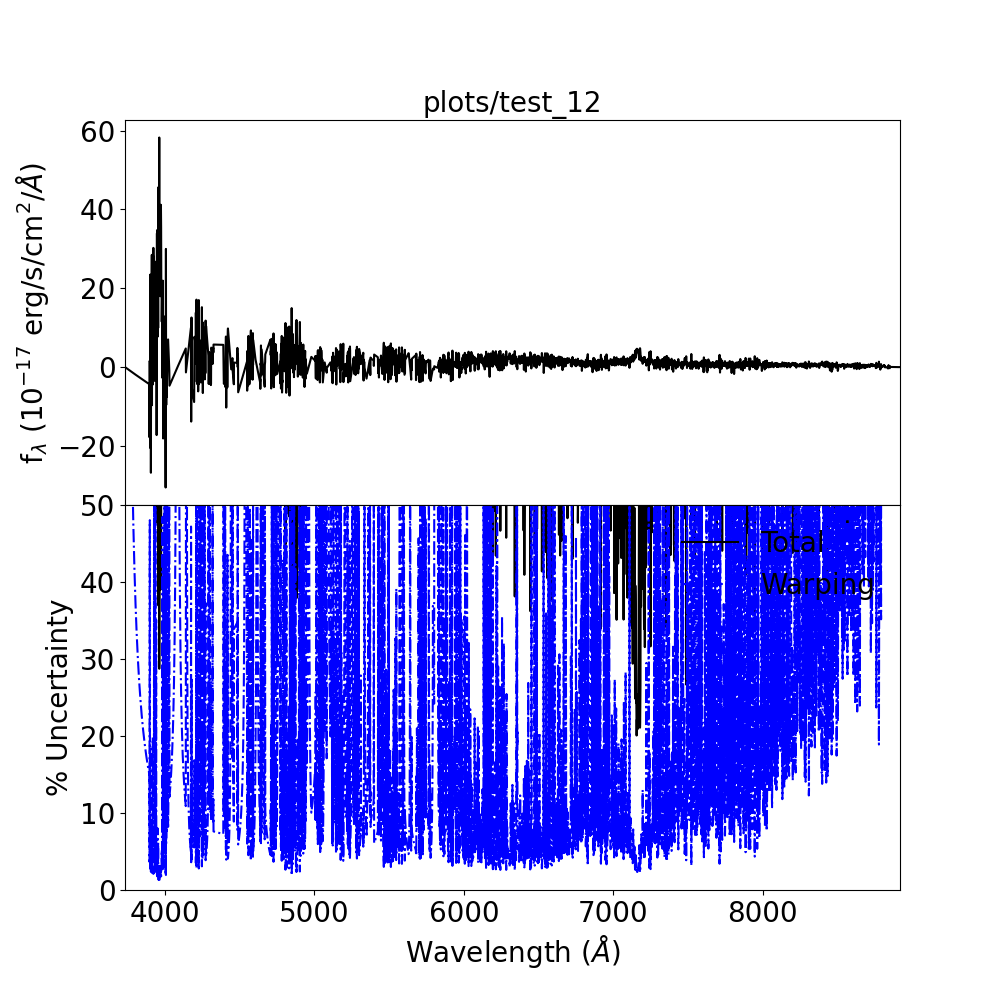 plots/test_12
60
40
20
0
−20
f_λ (10^−17 erg/s/cm^2/Å)
50
40
30
20
10
0
% Uncertainty
Total
Warping
4000 5000 6000 7000 8000
Wavelength (Å)